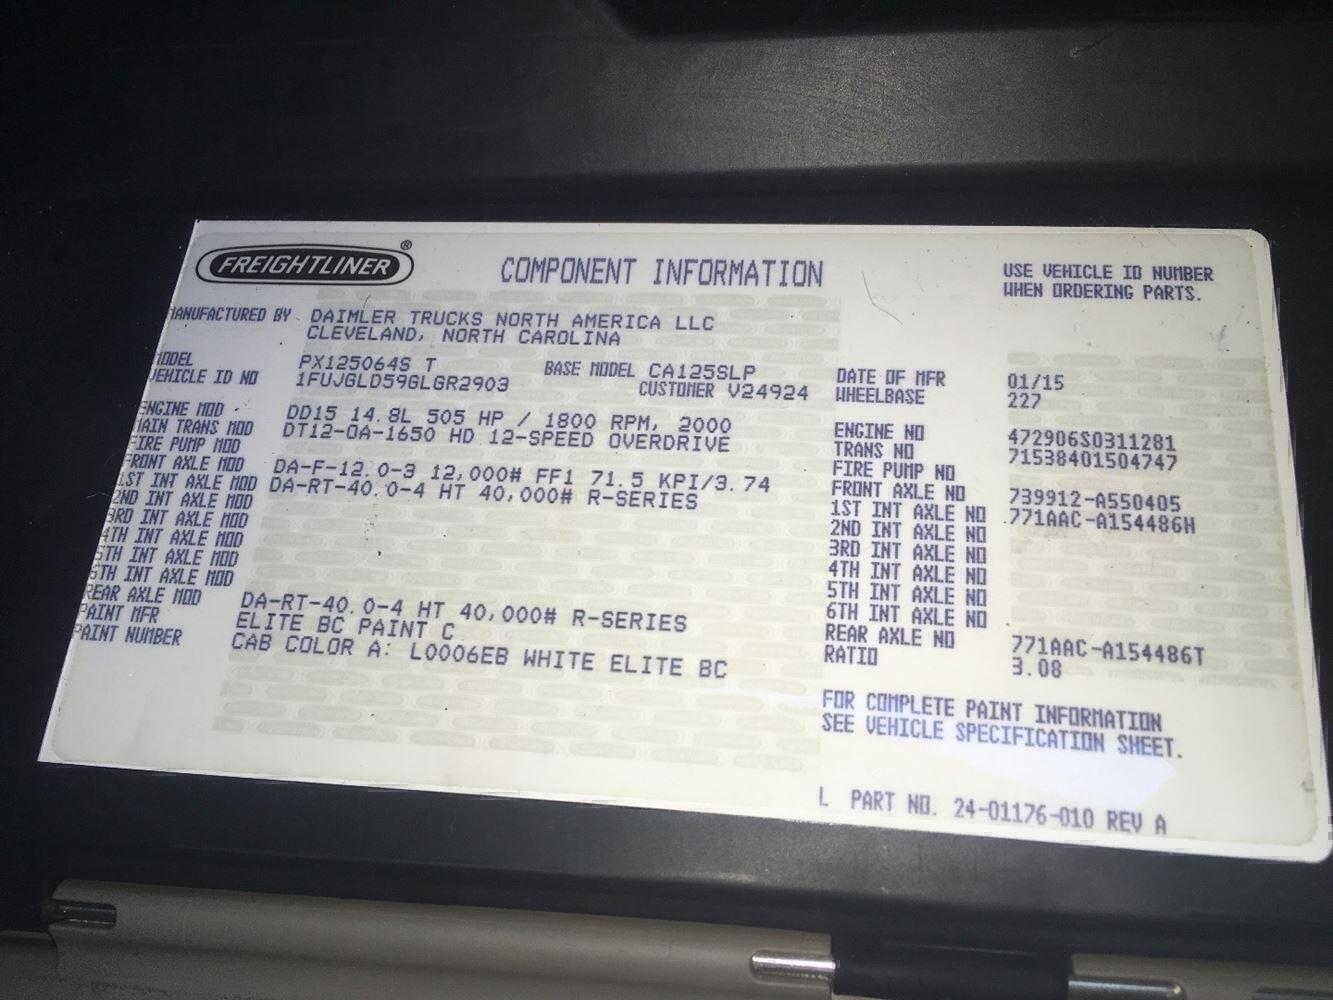 FREIGHTLINER ®
COMPONENT INFORMATION
USE VEHICLE ID NUMBER
WHEN ORDERING PARTS.
MANUFACTURED BY DAIMLER TRUCKS NORTH AMERICA LLC
CLEVELAND, NORTH CAROLINA
MODEL PX125064S T BASE MODEL CA125SLP
VEHICLE ID NO 1FUJGLD59GLGR2903 CUSTOMER V24924
ENGINE MOD DD15 14.8L 505 HP / 1800 RPM, 2000
MAIN TRANS MOD DT12-OA-1650 HD 12-SPEED OVERDRIVE
FIRE PUMP MOD
FRONT AXLE MOD DA-F-12.0-3 12,000# FF1 71.5 KPI/3.74
1ST INT AXLE MOD DA-RT-40.0-4 HT 40,000# R-SERIES
2ND INT AXLE MOD
3RD INT AXLE MOD
4TH INT AXLE MOD
5TH INT AXLE MOD
6TH INT AXLE MOD
REAR AXLE MOD DA-RT-40.0-4 HT 40,000# R-SERIES
PAINT MFR ELITE BC PAINT C
PAINT NUMBER CAB COLOR A: L0006EB WHITE ELITE BC
DATE OF MFR 01/15
WHEELBASE 227
ENGINE NO 472906S0311281
TRANS NO 71538401504747
FIRE PUMP NO
FRONT AXLE NO 739912-A550405
1ST INT AXLE NO 771AAC-A154486H
2ND INT AXLE NO
3RD INT AXLE NO
4TH INT AXLE NO
5TH INT AXLE NO
6TH INT AXLE NO
REAR AXLE NO 771AAC-A154486T
RATIO 3.08
FOR COMPLETE PAINT INFORMATION
SEE VEHICLE SPECIFICATION SHEET.
L PART NO. 24-01176-010 REV A